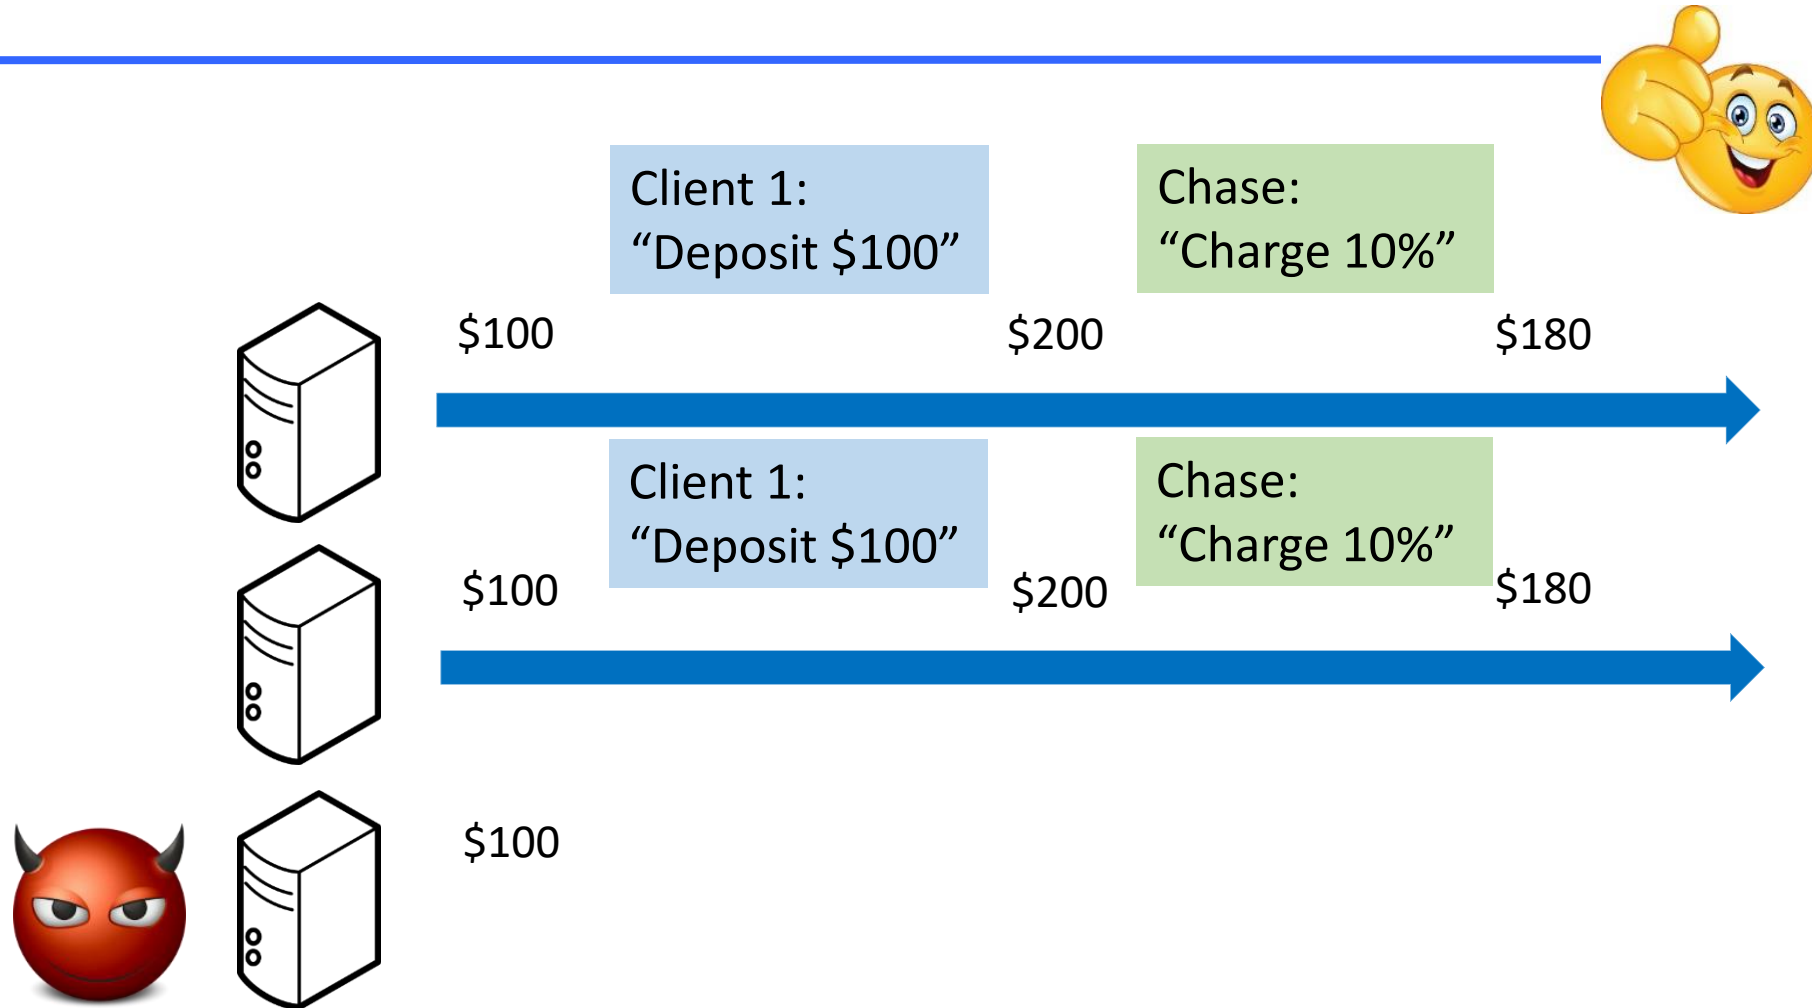 Client 1:
“Deposit $100”
Chase:
“Charge 10%”
$100
$200
$180
Client 1:
“Deposit $100”
Chase:
“Charge 10%”
$100
$200
$180
$100